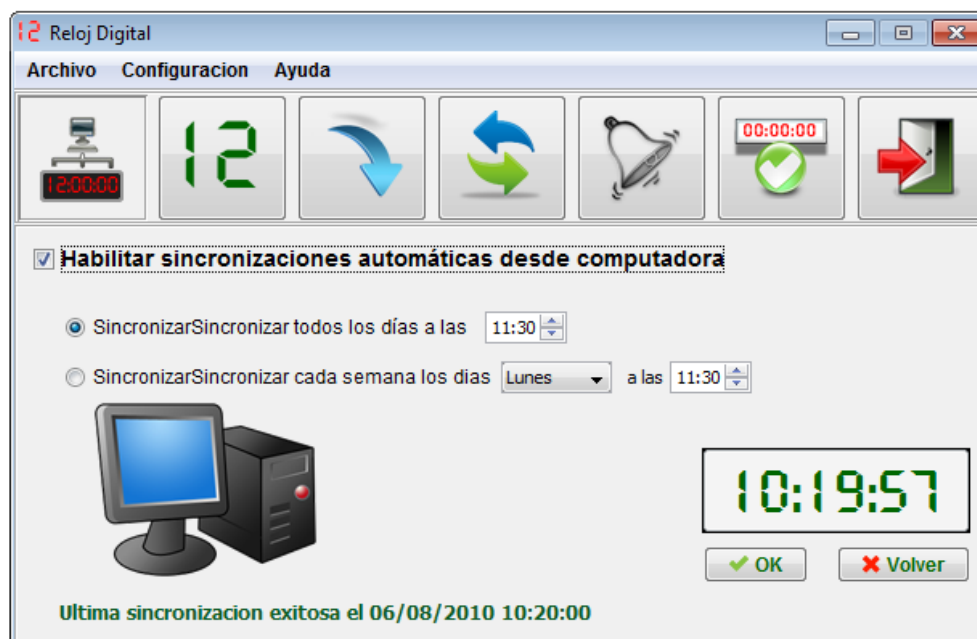 12 Reloj Digital
Archivo Configuracion Ayuda
12:00:00 12 00:00:00
Habilitar sincronizaciones automáticas desde computadora
SincronizarSincronizar todos los días a las 11:30
SincronizarSincronizar cada semana los dias Lunes a las 11:30
10:19:57
OK Volver
Ultima sincronizacion exitosa el 06/08/2010 10:20:00